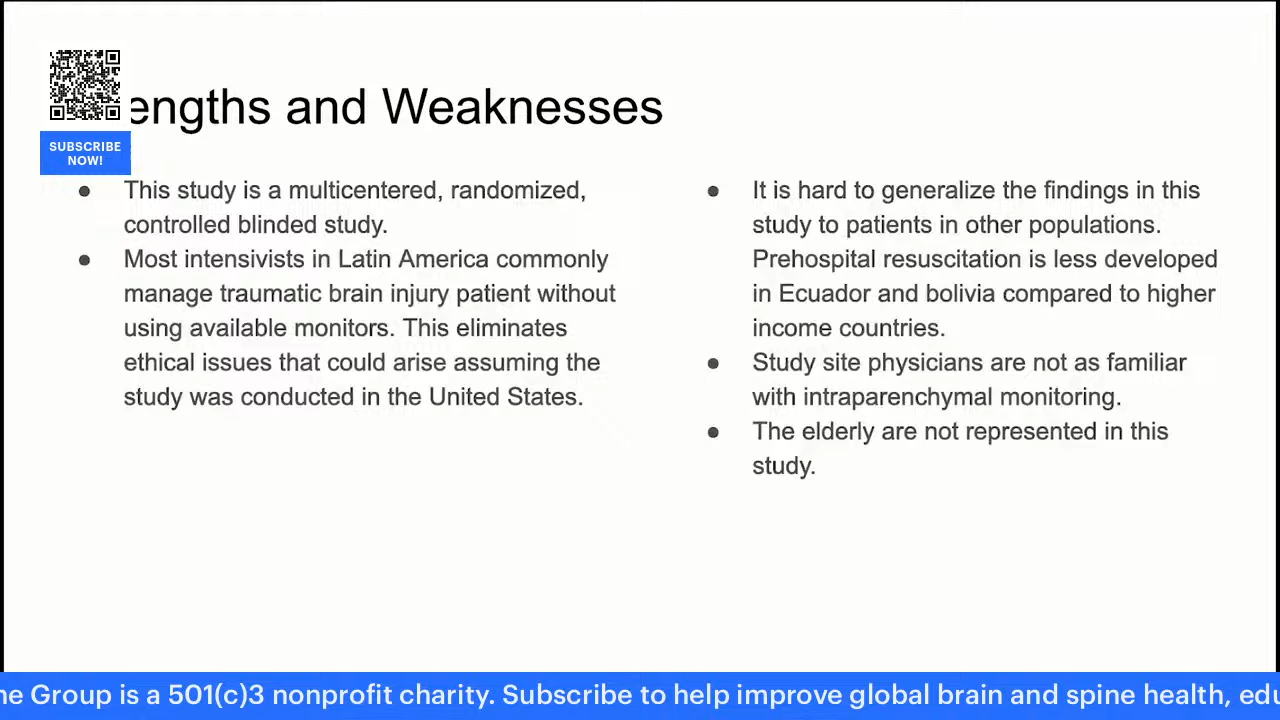 engths and Weaknesses
SUBSCRIBE
NOW!
This study is a multicentered, randomized,
controlled blinded study.
Most intensivists in Latin America commonly
manage traumatic brain injury patient without
using available monitors. This eliminates
ethical issues that could arise assuming the
study was conducted in the United States.
It is hard to generalize the findings in this
study to patients in other populations.
Prehospital resuscitation is less developed
in Ecuador and bolivia compared to higher
income countries.
Study site physicians are not as familiar
with intraparenchymal monitoring.
The elderly are not represented in this
study.
ne Group is a 501(c)3 nonprofit charity. Subscribe to help improve global brain and spine health, edu